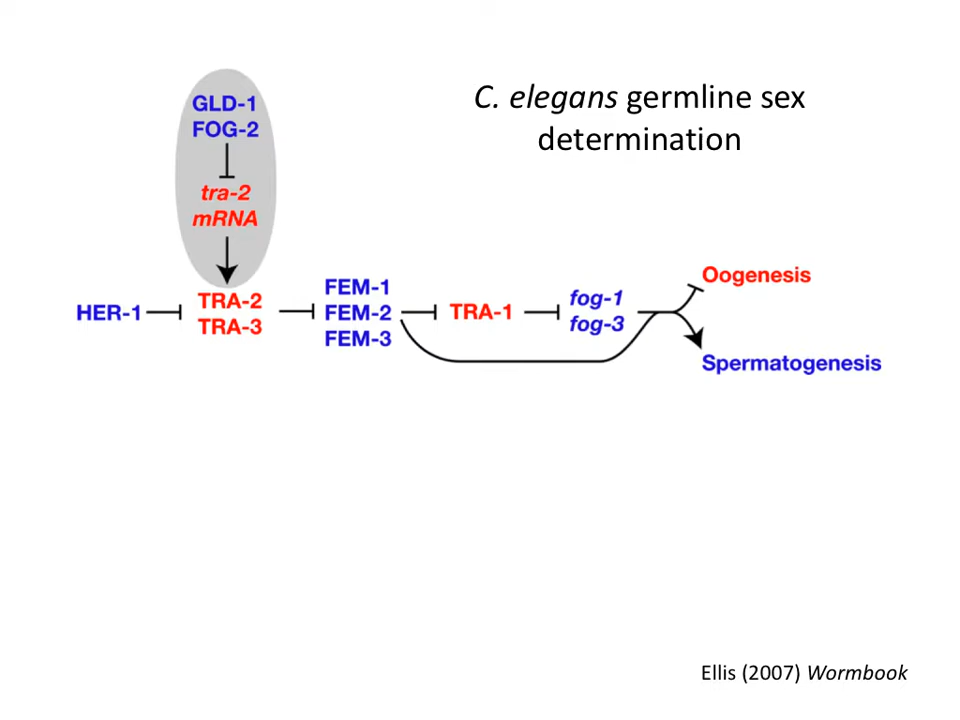 C. elegans germline sex
determination
GLD-1
FOG-2
tra-2
mRNA
HER-1
TRA-2
TRA-3
FEM-1
FEM-2
FEM-3
TRA-1
fog-1
fog-3
Oogenesis
Spermatogenesis
Ellis (2007) Wormbook